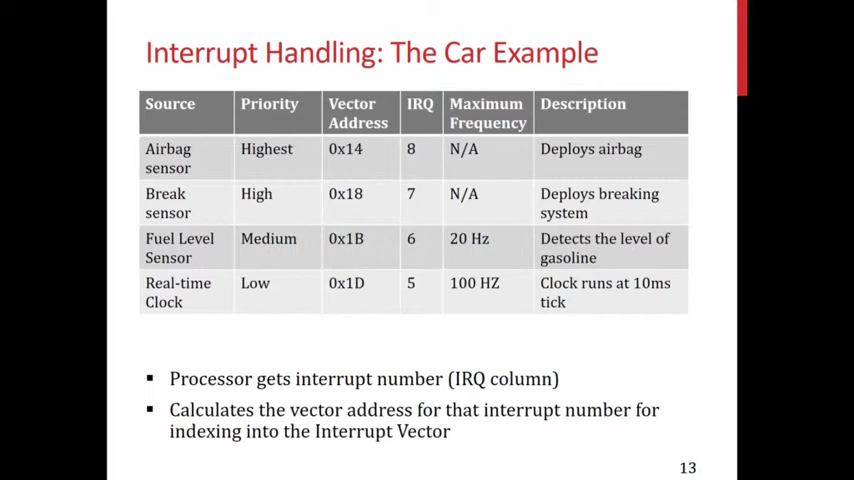 Interrupt Handling: The Car Example
Source Priority Vector Address IRQ Maximum Frequency Description
Airbag sensor Highest 0x14 8 N/A Deploys airbag
Break sensor High 0x18 7 N/A Deploys breaking system
Fuel Level Sensor Medium 0x1B 6 20 Hz Detects the level of gasoline
Real-time Clock Low 0x1D 5 100 HZ Clock runs at 10ms tick
▪ Processor gets interrupt number (IRQ column)
▪ Calculates the vector address for that interrupt number for
indexing into the Interrupt Vector
13